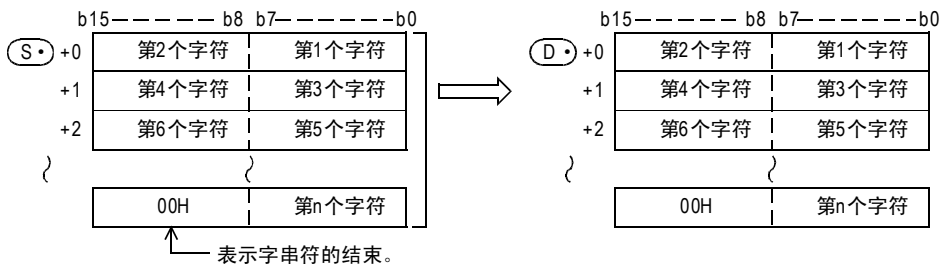 b15 b8 b7 b0 b15 b8 b7 b0
S• +0 第2个字符 第1个字符 D• +0 第2个字符 第1个字符
+1 第4个字符 第3个字符 +1 第4个字符 第3个字符
+2 第6个字符 第5个字符 +2 第6个字符 第5个字符
00H 第n个字符 00H 第n个字符
表示字串符的结束。